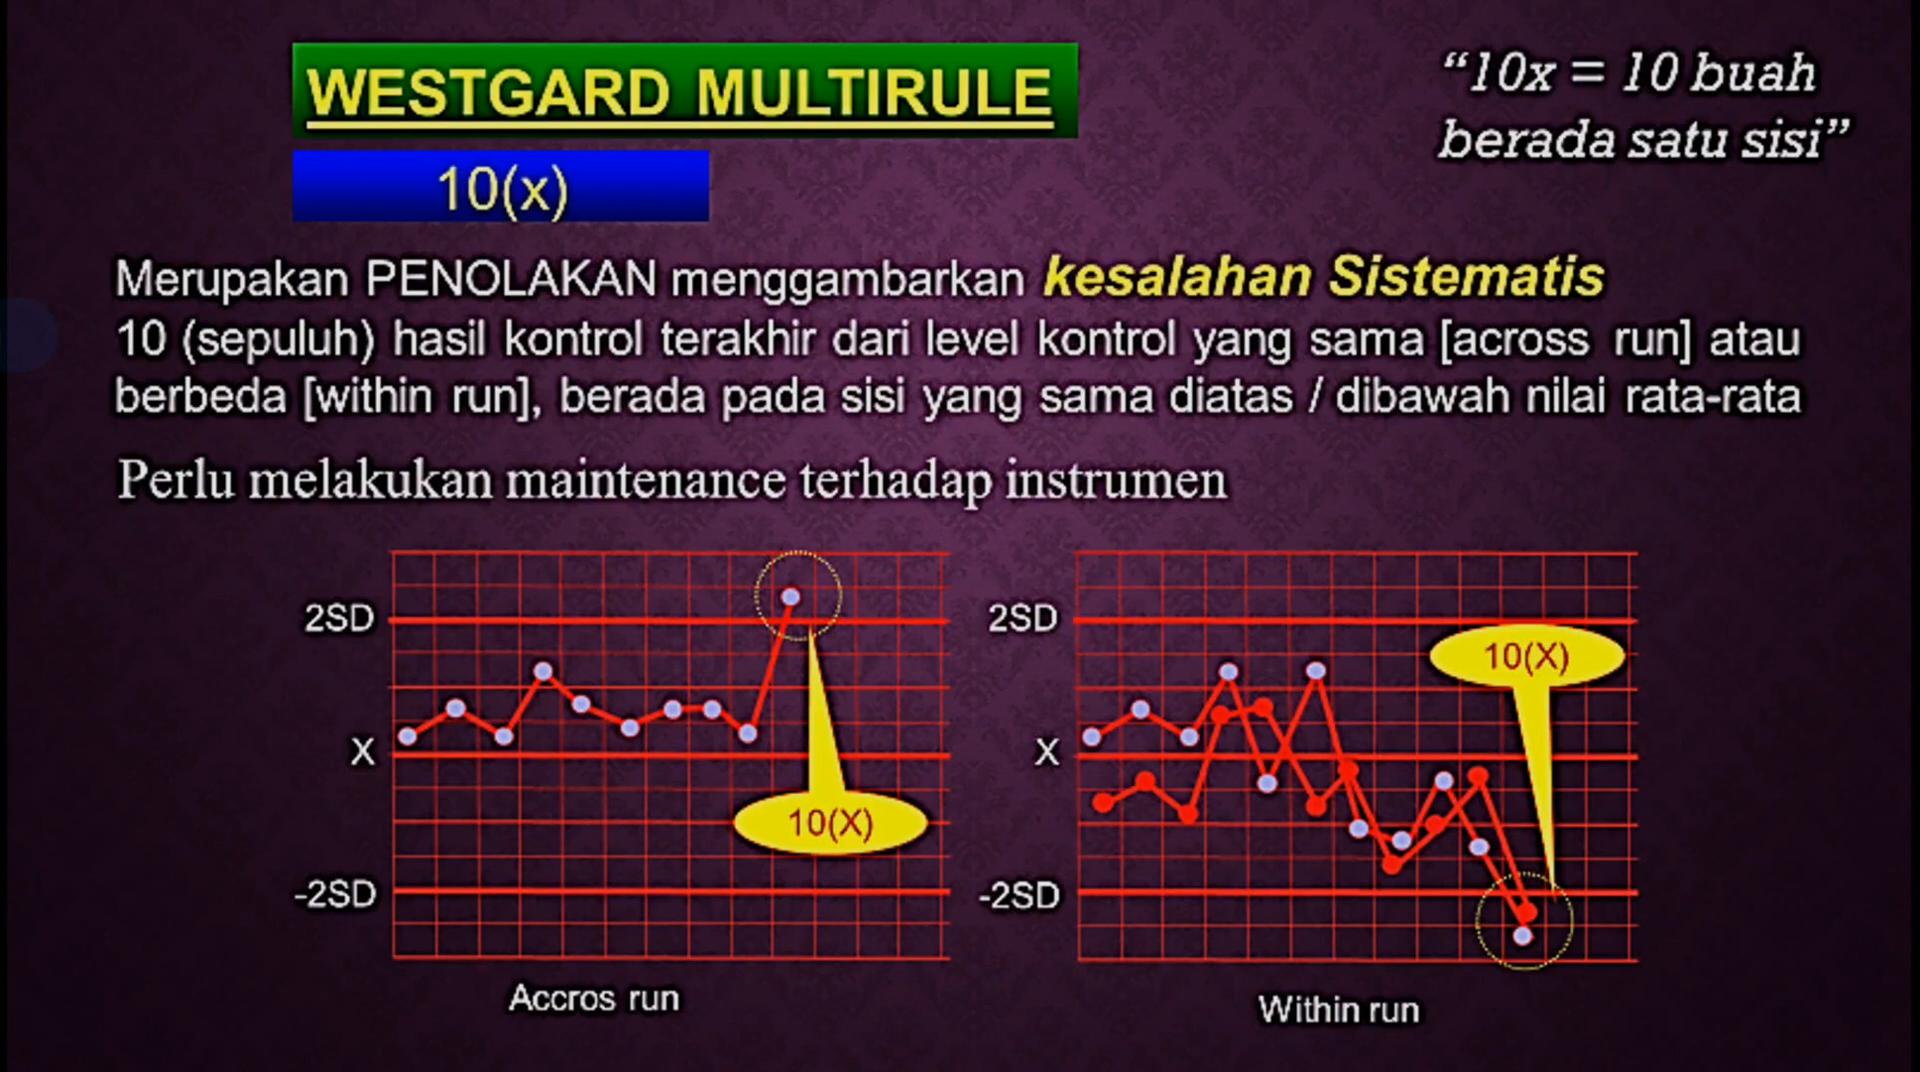 WESTGARD MULTIRULE
"10x = 10 buah
berada satu sisi"
10(x)
Merupakan PENOLAKAN menggambarkan kesalahan Sistematis
10 (sepuluh) hasil kontrol terakhir dari level kontrol yang sama [across run] atau
berbeda [within run], berada pada sisi yang sama diatas / dibawah nilai rata-rata
Perlu melakukan maintenance terhadap instrumen
2SD
X
-2SD
10(X)
Accros run
2SD
X
-2SD
10(X)
Within run